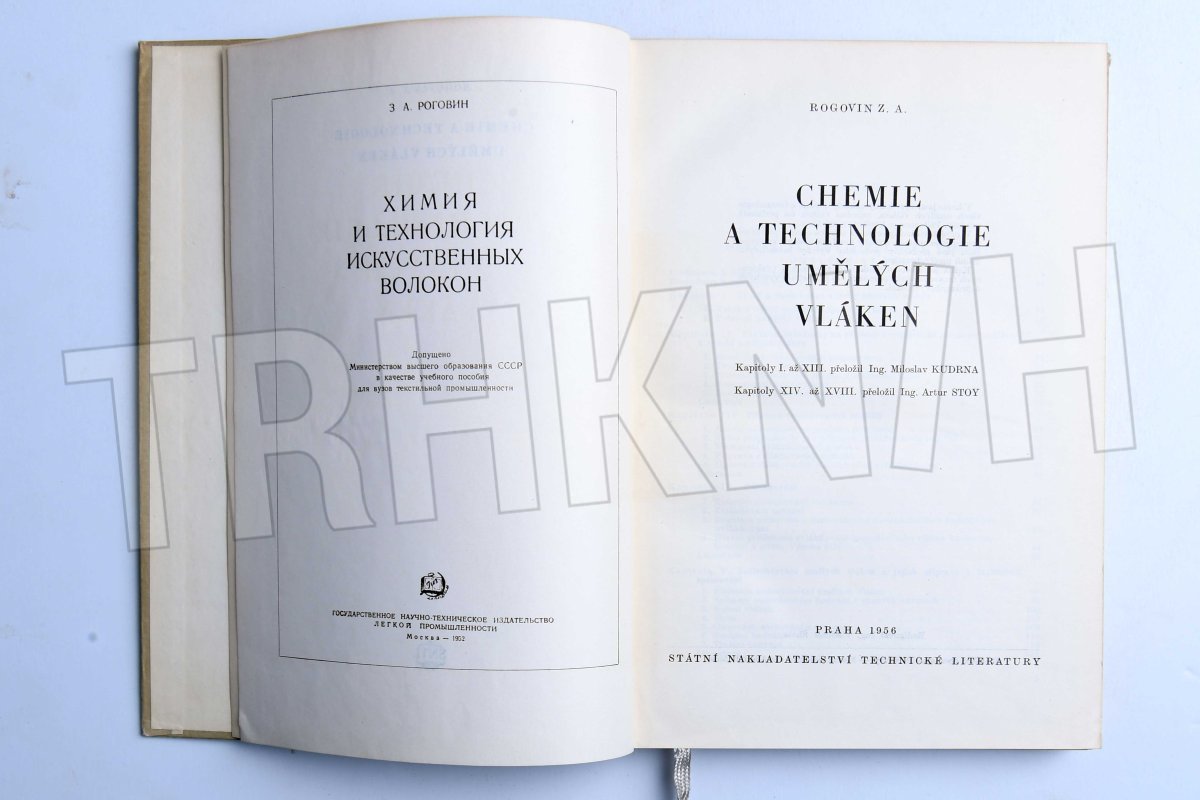 З А. РОГОВИН
ХИМИЯ
И ТЕХНОЛОГИЯ
ИСКУССТВЕННЫХ
ВОЛОКОН
Допущено
Министерством высшего образования СССР
в качестве учебного пособия
для вузов текстильной промышленности
ГОСУДАРСТВЕННОЕ НАУЧНО-ТЕХНИЧЕСКОЕ ИЗДАТЕЛЬСТВО
ЛЕГКОЙ ПРОМЫШЛЕННОСТИ
Москва — 1952
ROGOVIN Z. A.
CHEMIE
A TECHNOLOGIE
UMĚLÝCH
VLÁKEN
Kapitoly I. až XIII. přeložil Ing. Miloslav KUDRNA
Kapitoly XIV. až XVIII. přeložil Ing. Artur STOY
PRAHA 1956
STÁTNÍ NAKLADATELSTVÍ TECHNICKÉ LITERATURY
TRHKNIH